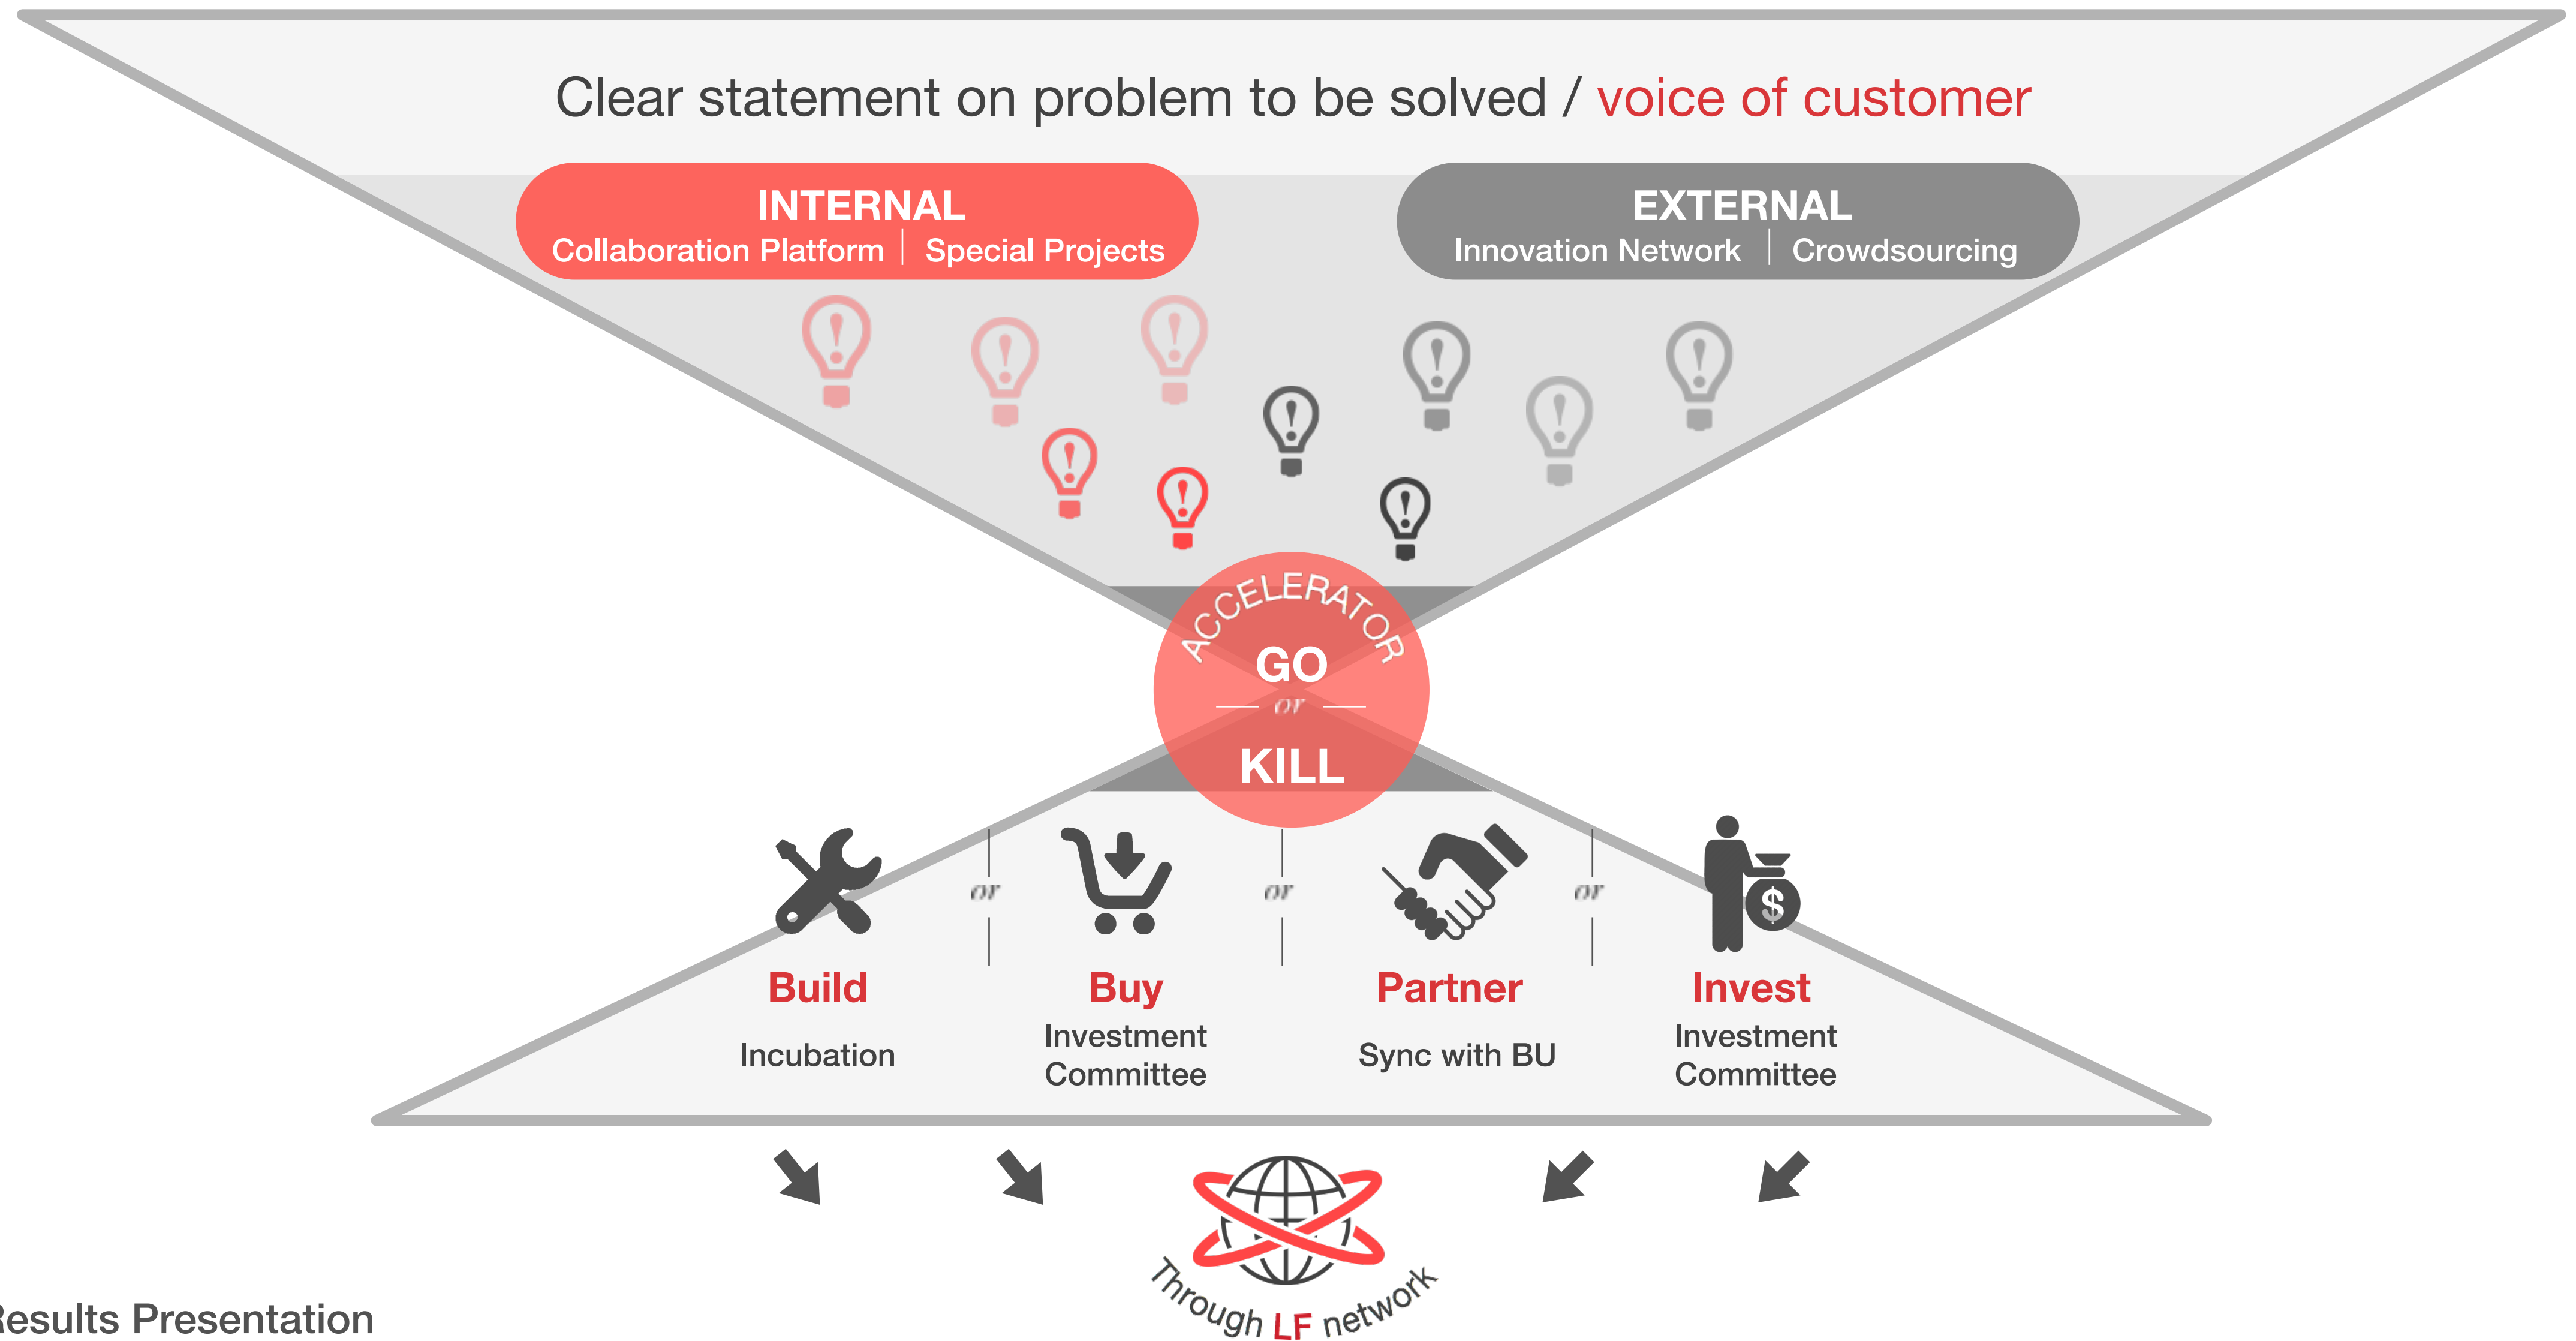 Clear statement on problem to be solved / voice of customer
INTERNAL
Collaboration Platform | Special Projects
EXTERNAL
Innovation Network | Crowdsourcing
ACCELERATOR
GO
or
KILL
or
or
or
$
Build
Incubation
Buy
Investment
Committee
Partner
Sync with BU
Invest
Investment
Committee
Through LF network
Results Presentation